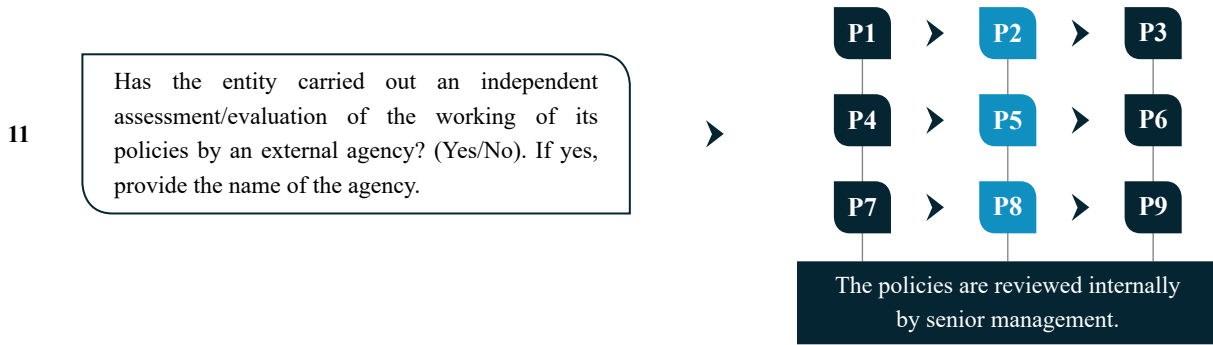 11
Has the entity carried out an independent
assessment/evaluation of the working of its
policies by an external agency? (Yes/No). If yes,
provide the name of the agency.
P1 P2 P3
P4 P5 P6
P7 P8 P9
The policies are reviewed internally
by senior management.